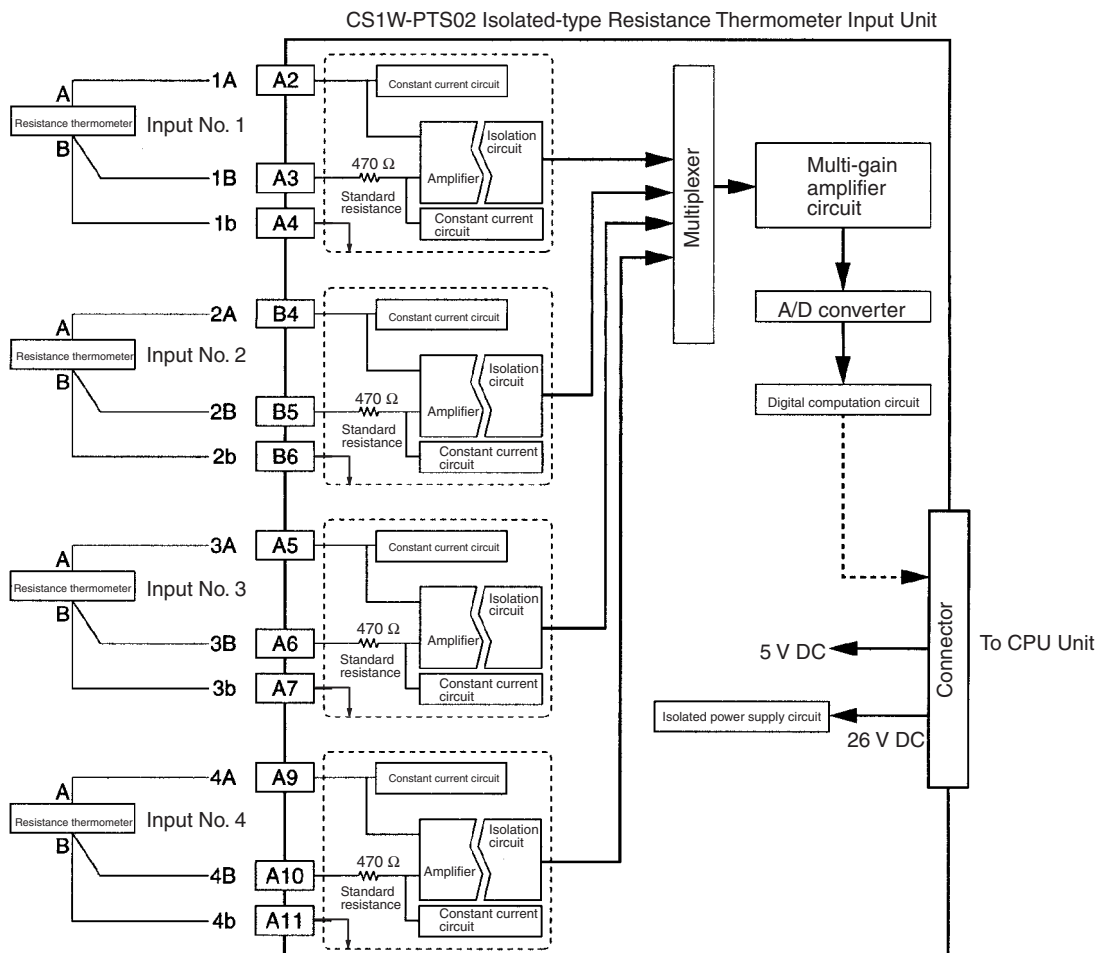 CS1W-PTS02 Isolated-type Resistance Thermometer Input Unit
A
1A
A2
Resistance thermometer
Input No. 1
B
1B
A3
1b
A4
Constant current circuit
Isolation
circuit
Amplifier
470 Ω
Standard
resistance
Constant current
circuit
A
2A
B4
Resistance thermometer
Input No. 2
B
2B
B5
2b
B6
Constant current circuit
Isolation
circuit
Amplifier
470 Ω
Standard
resistance
Constant current
circuit
A
3A
A5
Resistance thermometer
Input No. 3
B
3B
A6
3b
A7
Constant current circuit
Isolation
circuit
Amplifier
470 Ω
Standard
resistance
Constant current
circuit
A
4A
A9
Resistance thermometer
Input No. 4
B
4B
A10
4b
A11
Constant current circuit
Isolation
circuit
Amplifier
470 Ω
Standard
resistance
Constant current
circuit
Multiplexer
Multi-gain
amplifier
circuit
A/D converter
Digital computation circuit
Connector
To CPU Unit
5 V DC
Isolated power supply circuit
26 V DC